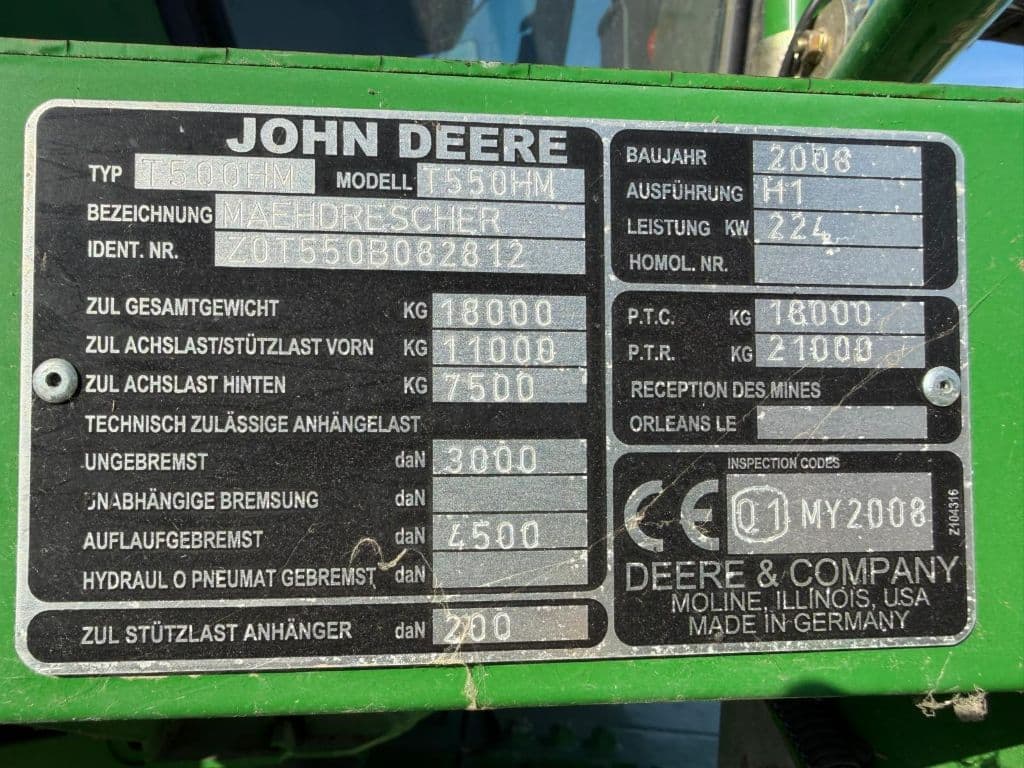 JOHN DEERE
TYP T500HM MODELL T550HM
BEZEICHNUNG MAEHDRESCHER
IDENT. NR. Z0T550B082812
ZUL GESAMTGEWICHT KG 18000
ZUL ACHSLAST/STÜTZLAST VORN KG 11000
ZUL ACHSLAST HINTEN KG 7500
TECHNISCH ZULÄSSIGE ANHÄNGELAST
UNGEBREMST daN 3000
UNABHÄNGIGE BREMSUNG daN
AUFLAUFGEBREMST daN 4500
HYDRAUL O PNEUMAT GEBREMST daN
ZUL STÜTZLAST ANHÄNGER daN 200
BAUJAHR 2008
AUSFÜHRUNG H1
LEISTUNG KW 224
HOMOL. NR.
P.T.C. KG 18000
P.T.R. KG 21000
RECEPTION DES MINES
ORLEANS LE
INSPECTION CODES
CE Q1 MY2008
Z104316
DEERE & COMPANY
MOLINE, ILLINOIS, USA
MADE IN GERMANY